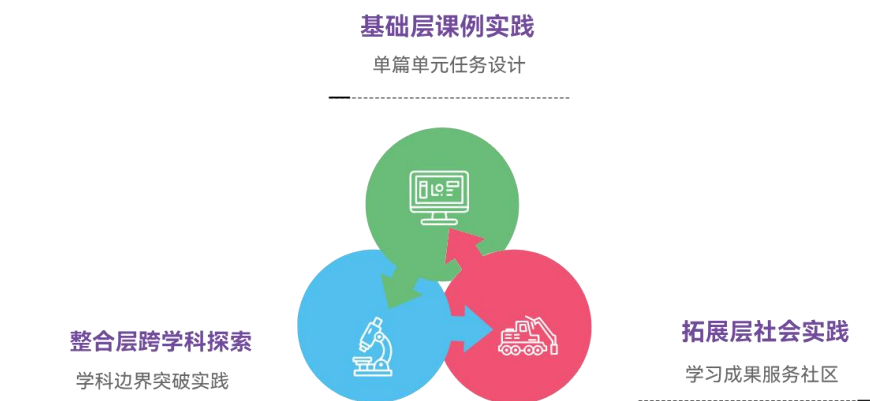 基础层课例实践
单篇单元任务设计
整合层跨学科探索
学科边界突破实践
拓展层社会实践
学习成果服务社区